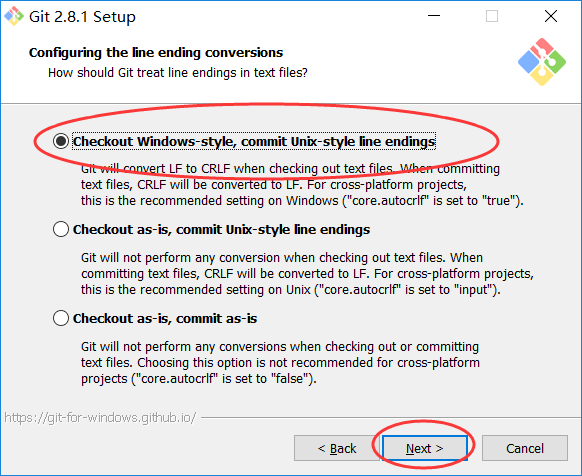 Git 2.8.1 Setup
Configuring the line ending conversions
How should Git treat line endings in text files?
Checkout Windows-style, commit Unix-style line endings
Git will convert LF to CRLF when checking out text files. When committing
text files, CRLF will be converted to LF. For cross-platform projects,
this is the recommended setting on Windows ("core.autocrlf" is set to "true").
Checkout as-is, commit Unix-style line endings
Git will not perform any conversion when checking out text files. When
committing text files, CRLF will be converted to LF. For cross-platform projects,
this is the recommended setting on Unix ("core.autocrlf" is set to "input").
Checkout as-is, commit as-is
Git will not perform any conversions when checking out or committing
text files. Choosing this option is not recommended for cross-platform
projects ("core.autocrlf" is set to "false").
https://git-for-windows.github.io/
< Back Next > Cancel